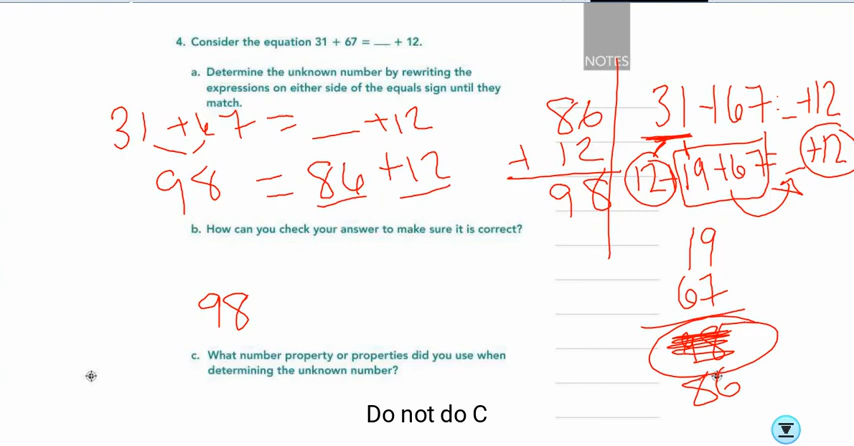 4. Consider the equation 31 + 67 = __ + 12.
NOTES
a. Determine the unknown number by rewriting the
expressions on either side of the equals sign until they
match.
31 + 67 = __ + 12
98 = 86 + 12
86
+ 12
98
31 + 67 = _ + 12
12 + 19 + 67 = _ + 12
b. How can you check your answer to make sure it is correct?
19
67
86
98
c. What number property or properties did you use when
determining the unknown number?
Do not do C